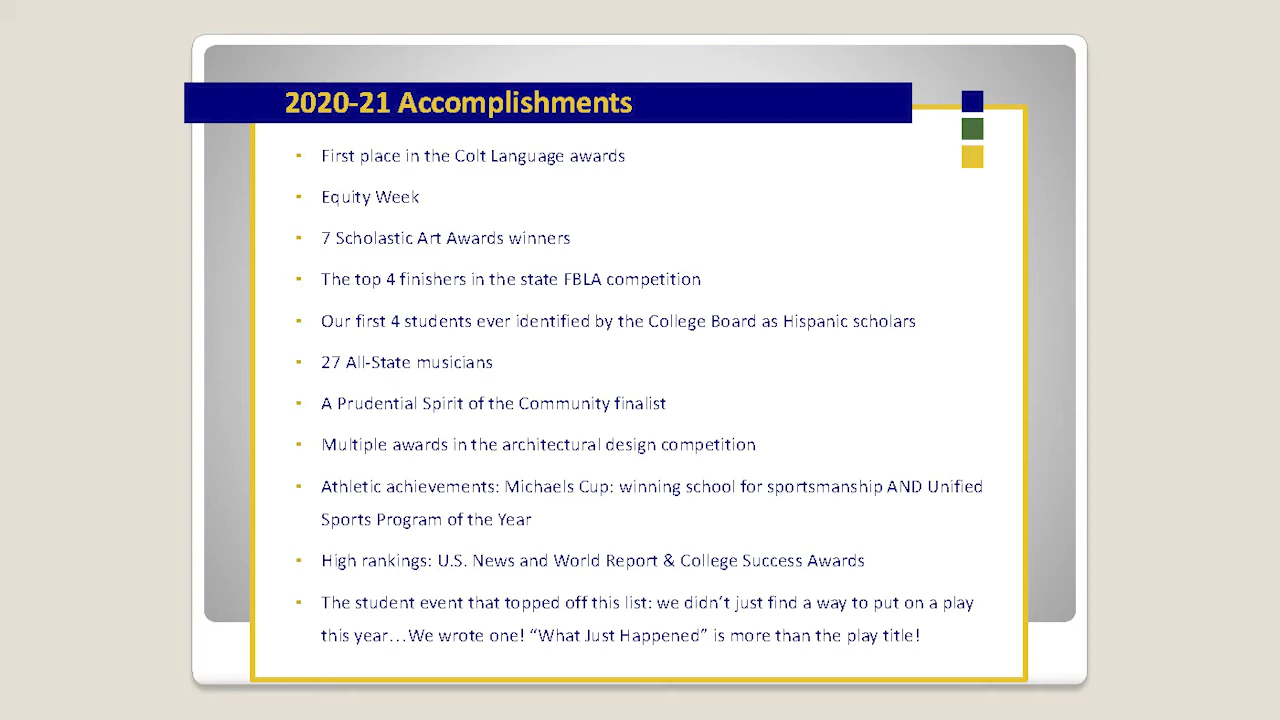 2020-21 Accomplishments
▪ First place in the Colt Language awards
▪ Equity Week
▪ 7 Scholastic Art Awards winners
▪ The top 4 finishers in the state FBLA competition
▪ Our first 4 students ever identified by the College Board as Hispanic scholars
▪ 27 All-State musicians
▪ A Prudential Spirit of the Community finalist
▪ Multiple awards in the architectural design competition
▪ Athletic achievements: Michaels Cup: winning school for sportsmanship AND Unified
Sports Program of the Year
▪ High rankings: U.S. News and World Report & College Success Awards
▪ The student event that topped off this list: we didn’t just find a way to put on a play
this year…We wrote one! “What Just Happened” is more than the play title!